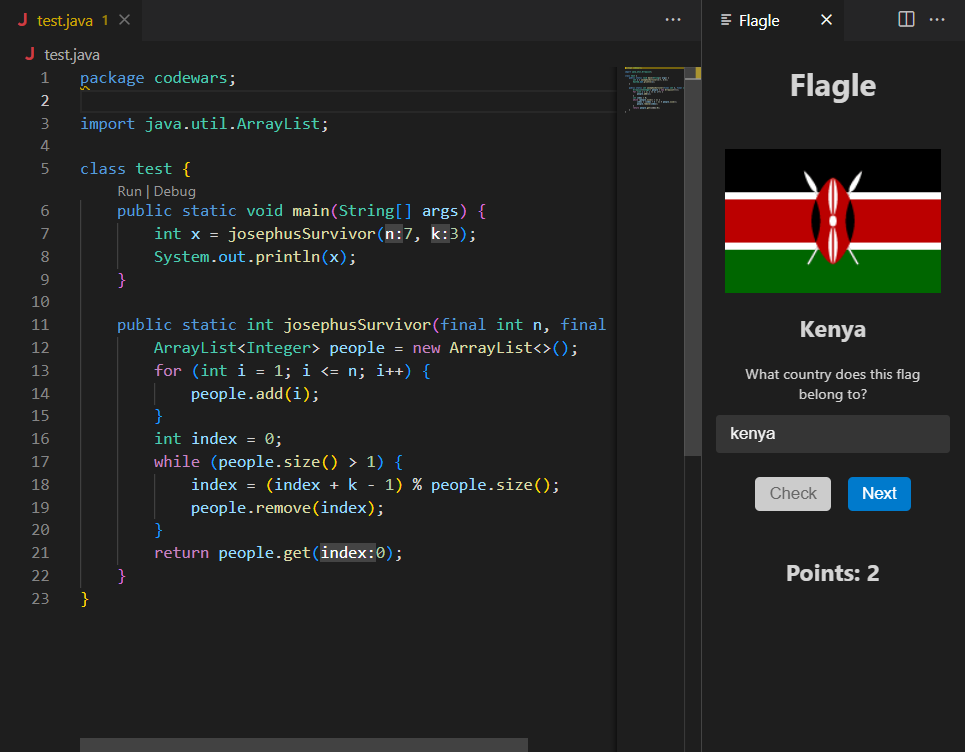 J test.java 1
J test.java
1 package codewars;
2
3 import java.util.ArrayList;
4
5 class test {
Run | Debug
6 public static void main(String[] args) {
7 int x = josephusSurvivor(n:7, k:3);
8 System.out.println(x);
9 }
10
11 public static int josephusSurvivor(final int n, final
12 ArrayList<Integer> people = new ArrayList<>();
13 for (int i = 1; i <= n; i++) {
14 people.add(i);
15 }
16 int index = 0;
17 while (people.size() > 1) {
18 index = (index + k - 1) % people.size();
19 people.remove(index);
20 }
21 return people.get(index:0);
22 }
23 }
Flagle
Flagle
Kenya
What country does this flag
belong to?
kenya
Check Next
Points: 2